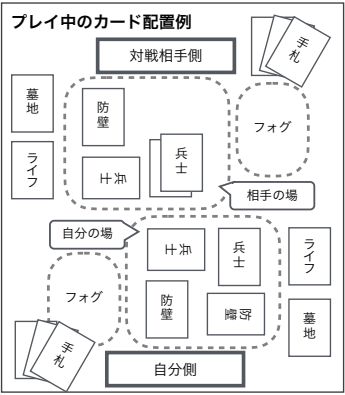 プレイ中のカード配置例
対戦相手側
手札
墓地
防壁
フォグ
ライフ
兵士
兵士
相手の場
自分の場
兵士
兵士
ライフ
フォグ
防壁
防壁
墓地
手札
自分側